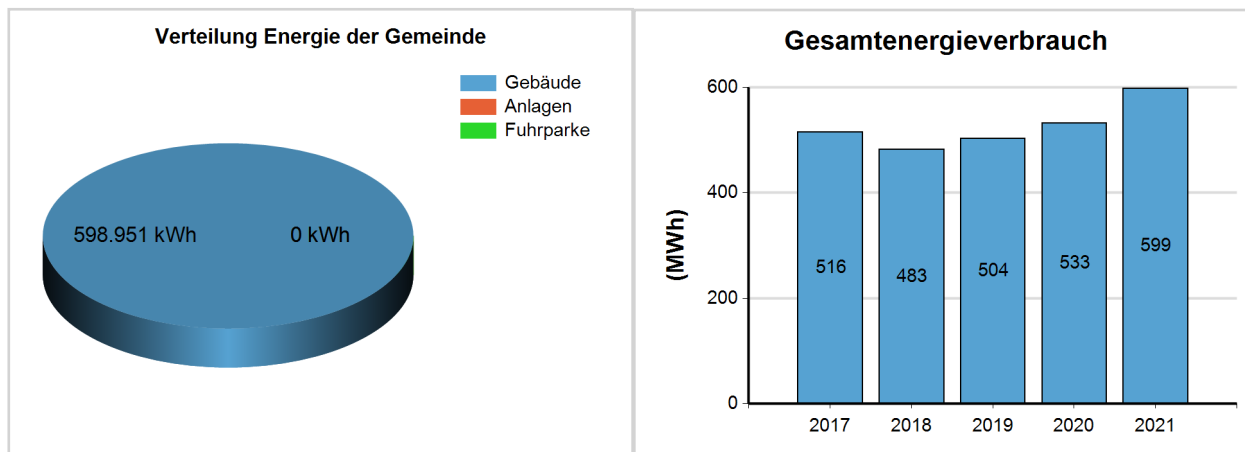 Verteilung Energie der Gemeinde
Gebäude
Anlagen
Fuhrparke
598.951 kWh
0 kWh
Gesamtenergieverbrauch
(MWh)
600
400
200
0
516
483
504
533
599
2017
2018
2019
2020
2021